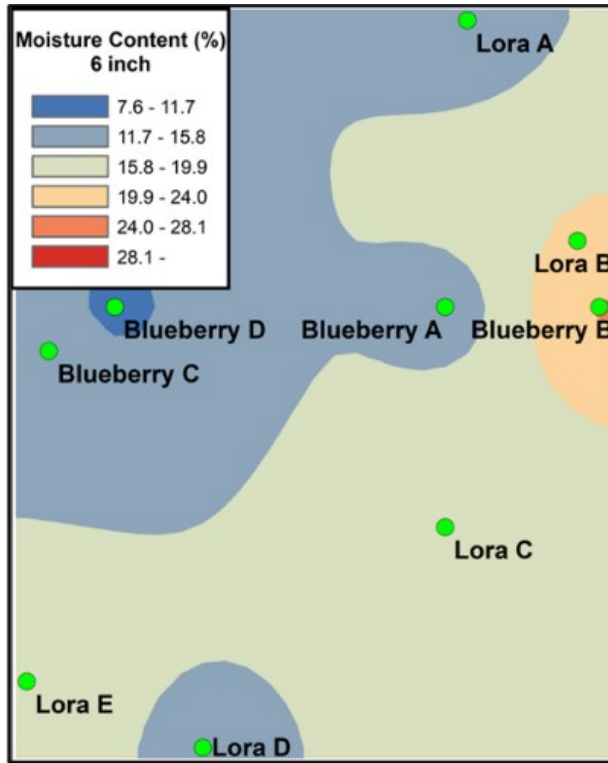 Moisture Content (%)
6 inch
7.6 - 11.7
11.7 - 15.8
15.8 - 19.9
19.9 - 24.0
24.0 - 28.1
28.1 -
Lora A
Lora B
Blueberry D
Blueberry A
Blueberry B
Blueberry C
Lora C
Lora E
Lora D